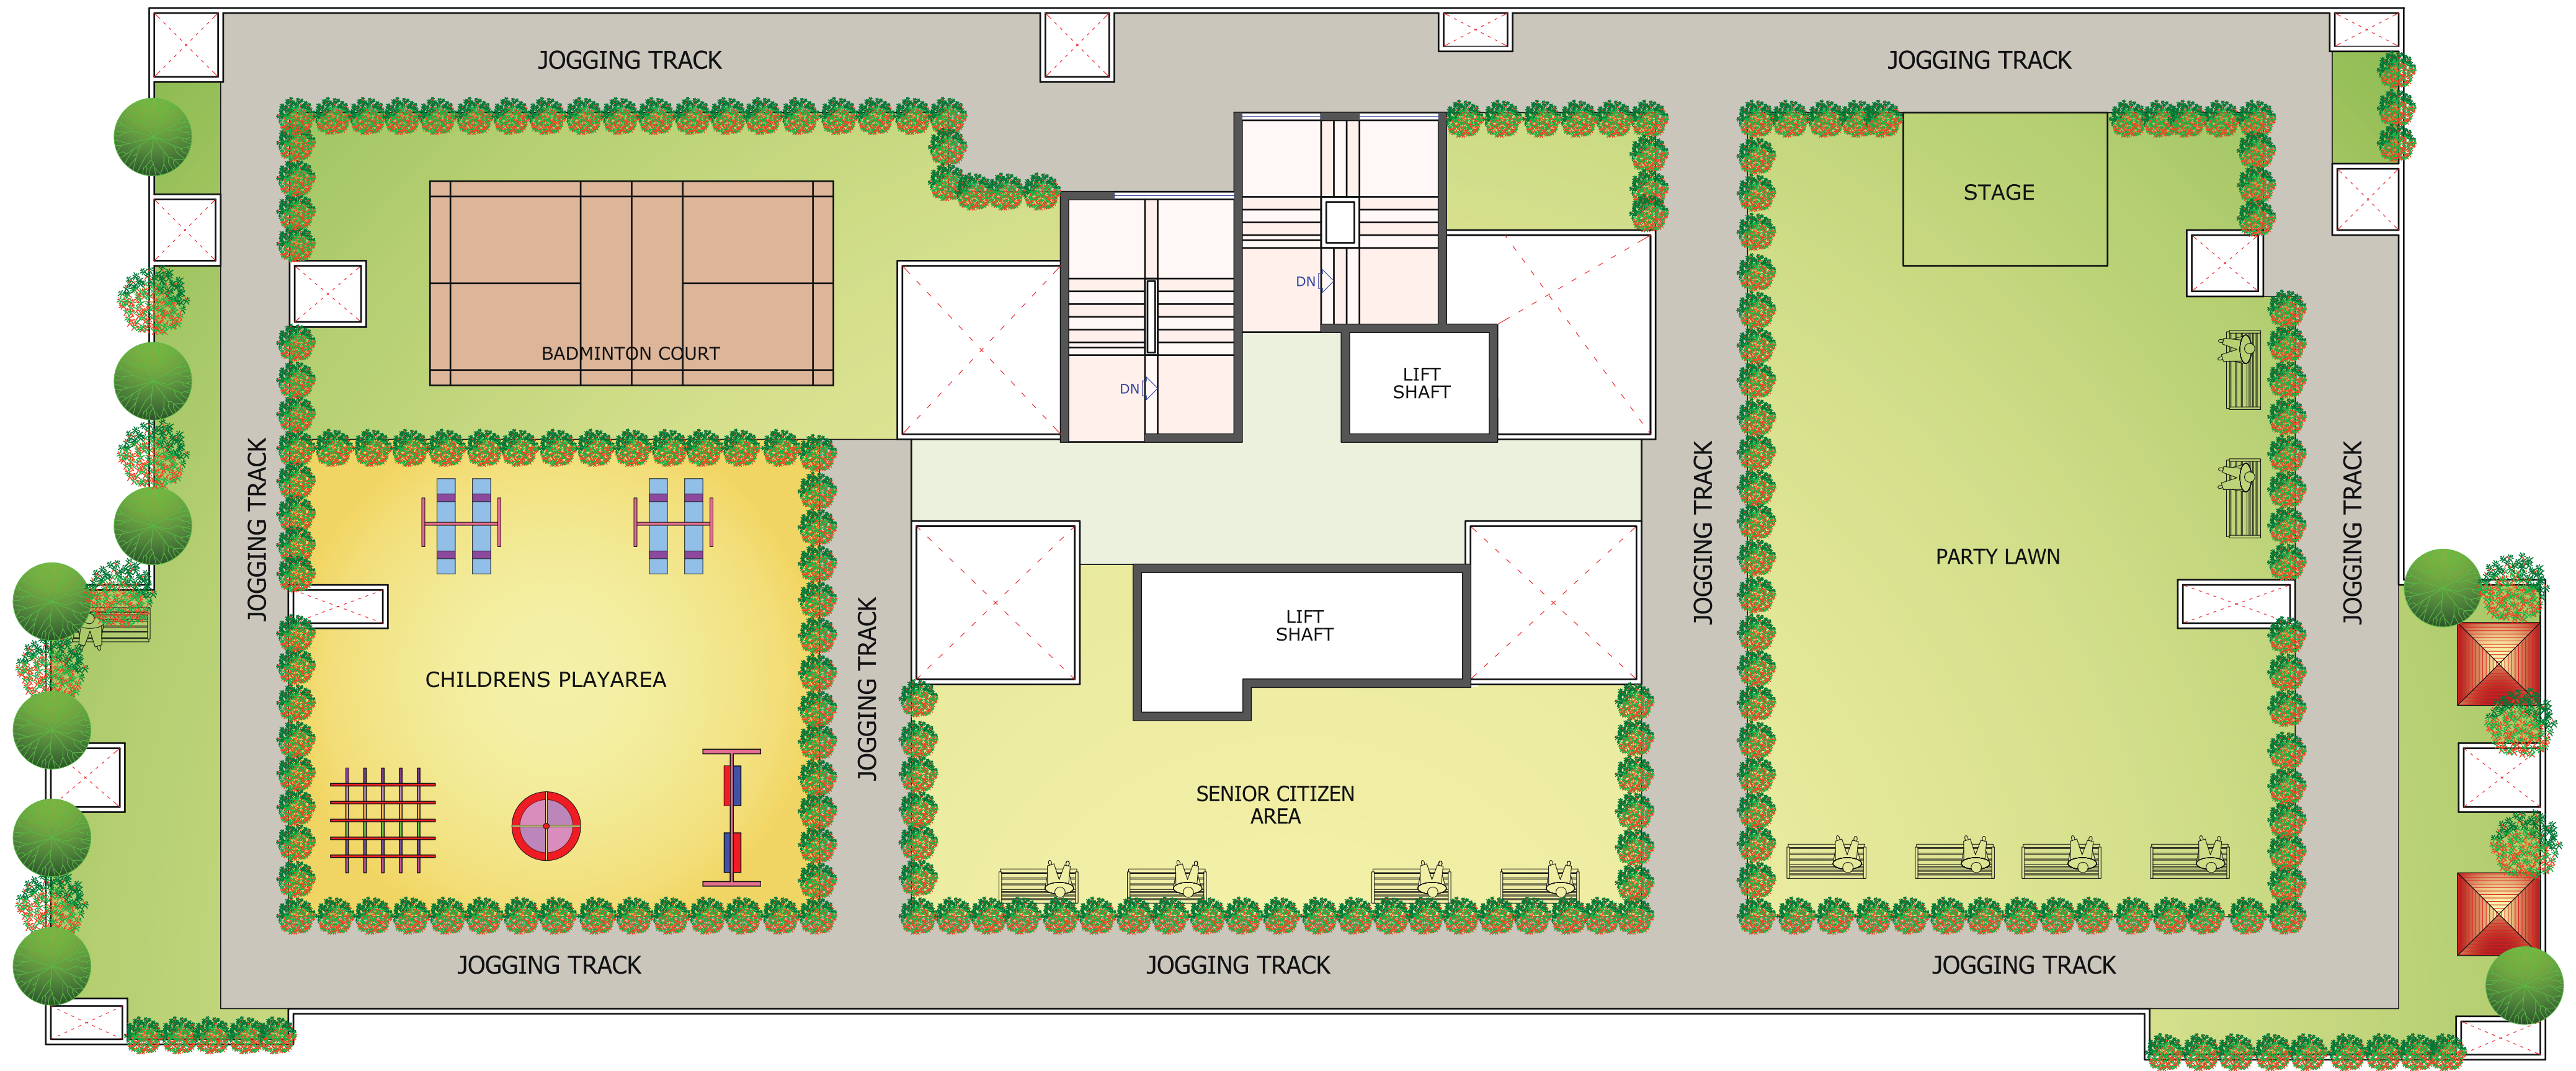 JOGGING TRACK
JOGGING TRACK
STAGE
DN
BADMINTON COURT
DN
LIFT
SHAFT
JOGGING TRACK
JOGGING TRACK
JOGGING TRACK
PARTY LAWN
JOGGING TRACK
LIFT
SHAFT
CHILDRENS PLAYAREA
SENIOR CITIZEN
AREA
JOGGING TRACK
JOGGING TRACK
JOGGING TRACK